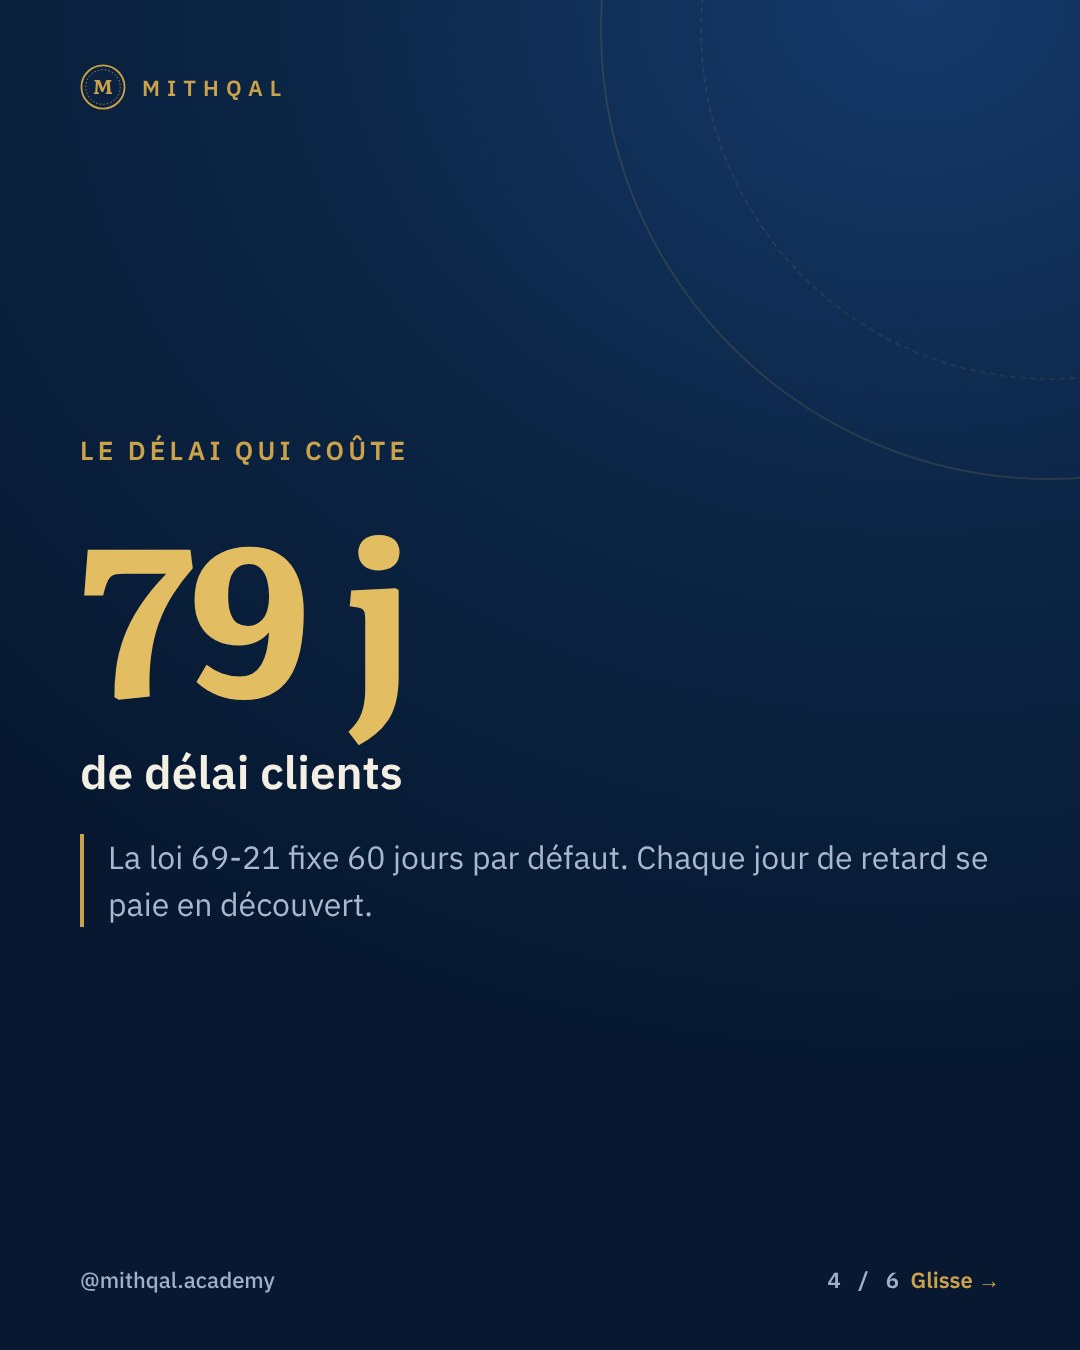 M MITHQAL
LE DÉLAI QUI COÛTE
79 j
de délai clients
La loi 69-21 fixe 60 jours par défaut. Chaque jour de retard se
paie en découvert.
@mithqal.academy
4 / 6 Glisse →